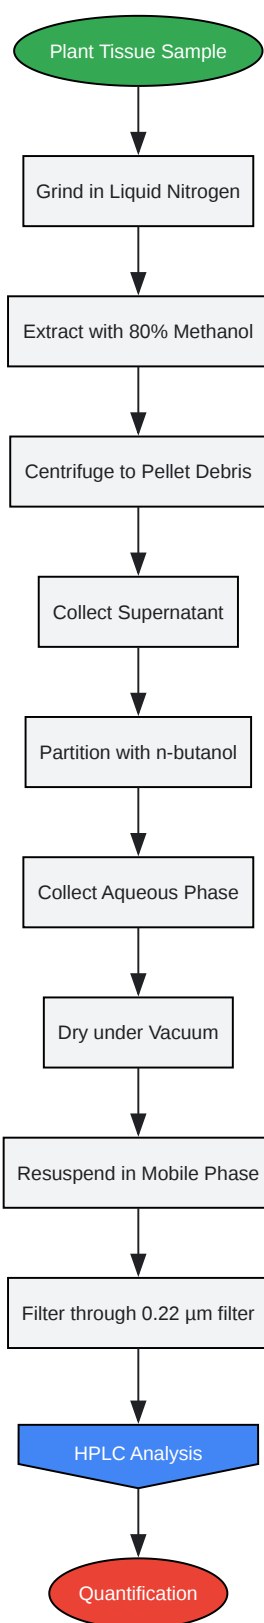 Plant Tissue Sample
Grind in Liquid Nitrogen
Extract with 80% Methanol
Centrifuge to Pellet Debris
Collect Supernatant
Partition with n-butanol
Collect Aqueous Phase
Dry under Vacuum
Resuspend in Mobile Phase
Filter through 0.22 µm filter
HPLC Analysis
Quantification